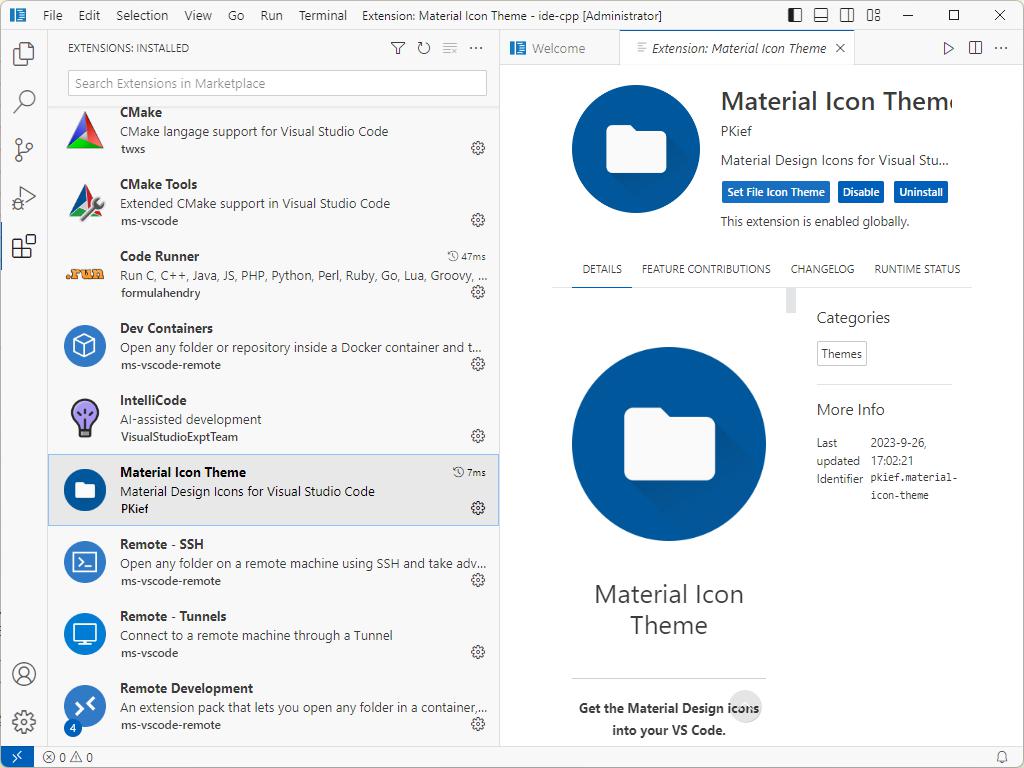 File Edit Selection View Go Run Terminal Extension: Material Icon Theme - ide-cpp [Administrator]
EXTENSIONS: INSTALLED
Search Extensions in Marketplace
CMake
CMake langage support for Visual Studio Code
twxs
CMake Tools
Extended CMake support in Visual Studio Code
ms-vscode
.run
Code Runner 47ms
Run C, C++, Java, JS, PHP, Python, Perl, Ruby, Go, Lua, Groovy, ...
formulahendry
Dev Containers
Open any folder or repository inside a Docker container and t...
ms-vscode-remote
IntelliCode
AI-assisted development
VisualStudioExptTeam
Material Icon Theme 7ms
Material Design Icons for Visual Studio Code
PKief
Remote - SSH
Open any folder on a remote machine using SSH and take adv...
ms-vscode-remote
Remote - Tunnels
Connect to a remote machine through a Tunnel
ms-vscode
Remote Development
An extension pack that lets you open any folder in a container,...
ms-vscode-remote
4
Welcome Extension: Material Icon Theme
Material Icon Theme
PKief
Material Design Icons for Visual Stu...
Set File Icon Theme Disable Uninstall
This extension is enabled globally.
DETAILS FEATURE CONTRIBUTIONS CHANGELOG RUNTIME STATUS
Material Icon
Theme
Get the Material Design icons
into your VS Code.
Categories
Themes
More Info
Last 2023-9-26,
updated 17:02:21
Identifier pkief.material-
icon-theme
0 0